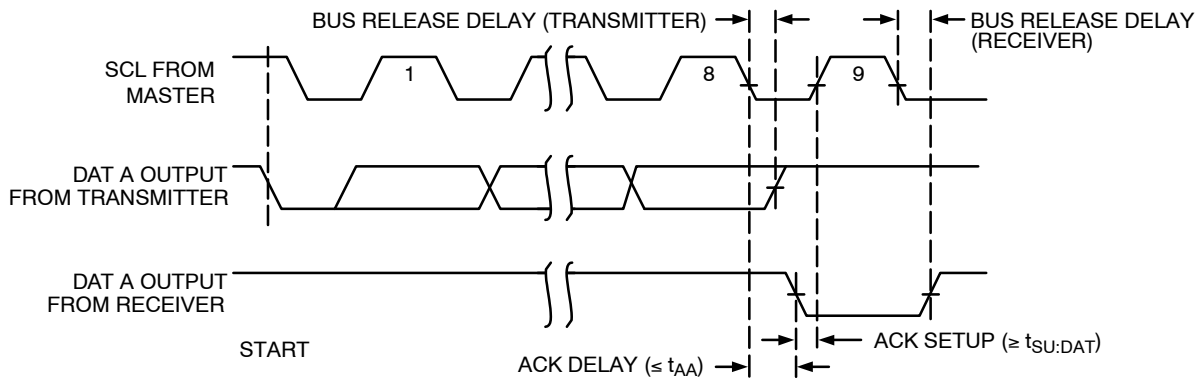 BUS RELEASE DELAY (TRANSMITTER)
BUS RELEASE DELAY
(RECEIVER)
SCL FROM
MASTER
1
8
9
DAT A OUTPUT
FROM TRANSMITTER
DAT A OUTPUT
FROM RECEIVER
START
ACK SETUP (≥ tSU:DAT)
ACK DELAY (≤ tAA)